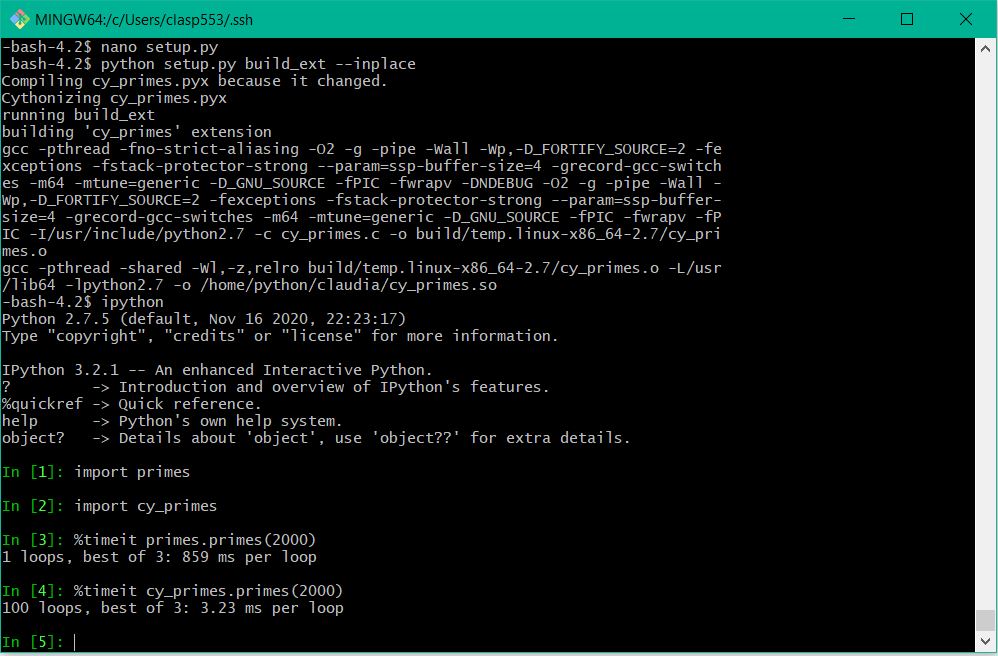 MINGW64:/c/Users/clasp553/.ssh
-bash-4.2$ nano setup.py
-bash-4.2$ python setup.py build_ext --inplace
Compiling cy_primes.pyx because it changed.
Cythonizing cy_primes.pyx
running build_ext
building 'cy_primes' extension
gcc -pthread -fno-strict-aliasing -O2 -g -pipe -Wall -Wp,-D_FORTIFY_SOURCE=2 -fe
xceptions -fstack-protector-strong --param=ssp-buffer-size=4 -grecord-gcc-switch
es -m64 -mtune=generic -D_GNU_SOURCE -fPIC -fwrapv -DNDEBUG -O2 -g -pipe -Wall -
Wp,-D_FORTIFY_SOURCE=2 -fexceptions -fstack-protector-strong --param=ssp-buffer-
size=4 -grecord-gcc-switches -m64 -mtune=generic -D_GNU_SOURCE -fPIC -fwrapv -fP
IC -I/usr/include/python2.7 -c cy_primes.c -o build/temp.linux-x86_64-2.7/cy_pri
mes.o
gcc -pthread -shared -Wl,-z,relro build/temp.linux-x86_64-2.7/cy_primes.o -L/usr
/lib64 -lpython2.7 -o /home/python/claudia/cy_primes.so
-bash-4.2$ ipython
Python 2.7.5 (default, Nov 16 2020, 22:23:17)
Type "copyright", "credits" or "license" for more information.

IPython 3.2.1 -- An enhanced Interactive Python.
?         -> Introduction and overview of IPython's features.
%quickref -> Quick reference.
help      -> Python's own help system.
object?   -> Details about 'object', use 'object??' for extra details.

In [1]: import primes

In [2]: import cy_primes

In [3]: %timeit primes.primes(2000)
1 loops, best of 3: 859 ms per loop

In [4]: %timeit cy_primes.primes(2000)
100 loops, best of 3: 3.23 ms per loop

In [5]: